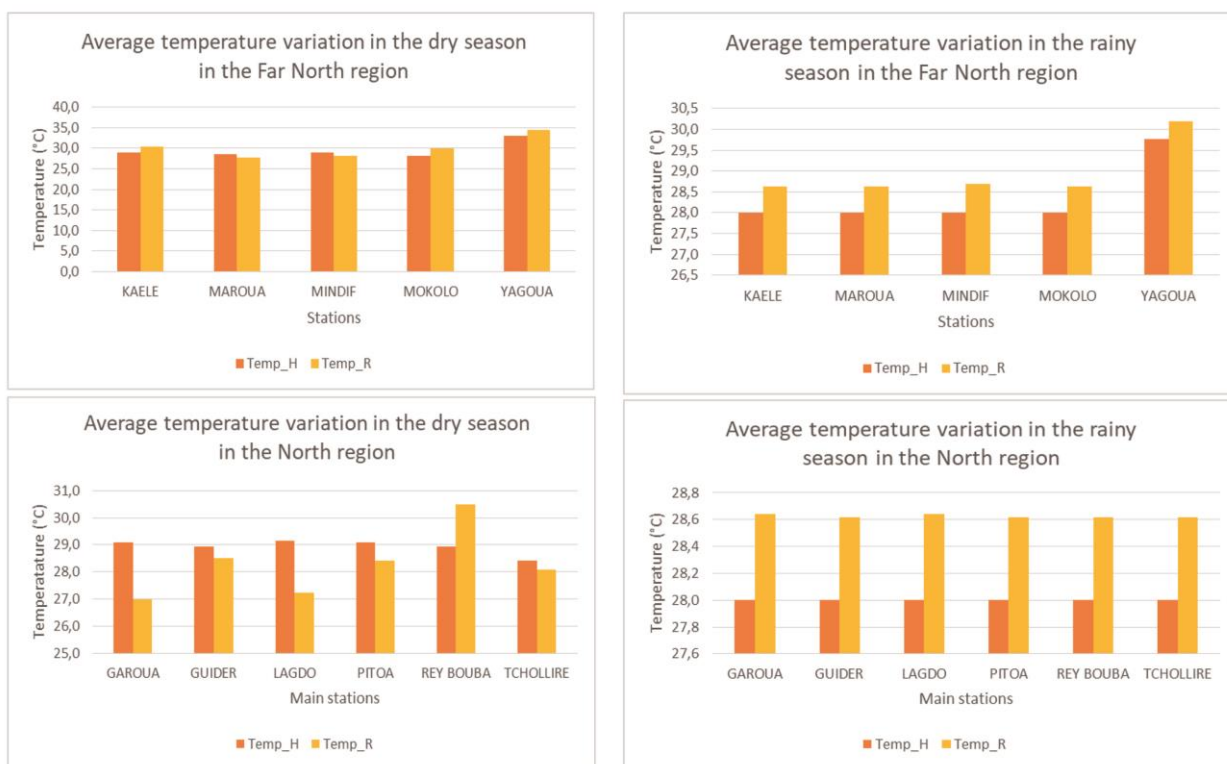 Average temperature variation in the dry season
in the Far North region
Temperature (°C)
40,0
35,0
30,0
25,0
20,0
15,0
10,0
5,0
0,0
KAELE MAROUA MINDIF MOKOLO YAGOUA
Stations
Temp_H Temp_R
Average temperature variation in the rainy
season in the Far North region
Temperature (°C)
30,5
30,0
29,5
29,0
28,5
28,0
27,5
27,0
26,5
KAELE MAROUA MINDIF MOKOLO YAGOUA
Stations
Temp_H Temp_R
Average temperature variation in the dry season
in the North region
Temperatature (°C)
31,0
30,0
29,0
28,0
27,0
26,0
25,0
GAROUA GUIDER LAGDO PITOA REY BOUBA TCHOLLIRE
Main stations
Temp_H Temp_R
Average temperature variation in the rainy
season in the North region
Temperature (°C)
28,8
28,6
28,4
28,2
28,0
27,8
27,6
GAROUA GUIDER LAGDO PITOA REY BOUBA TCHOLLIRE
Main stations
Temp_H Temp_R